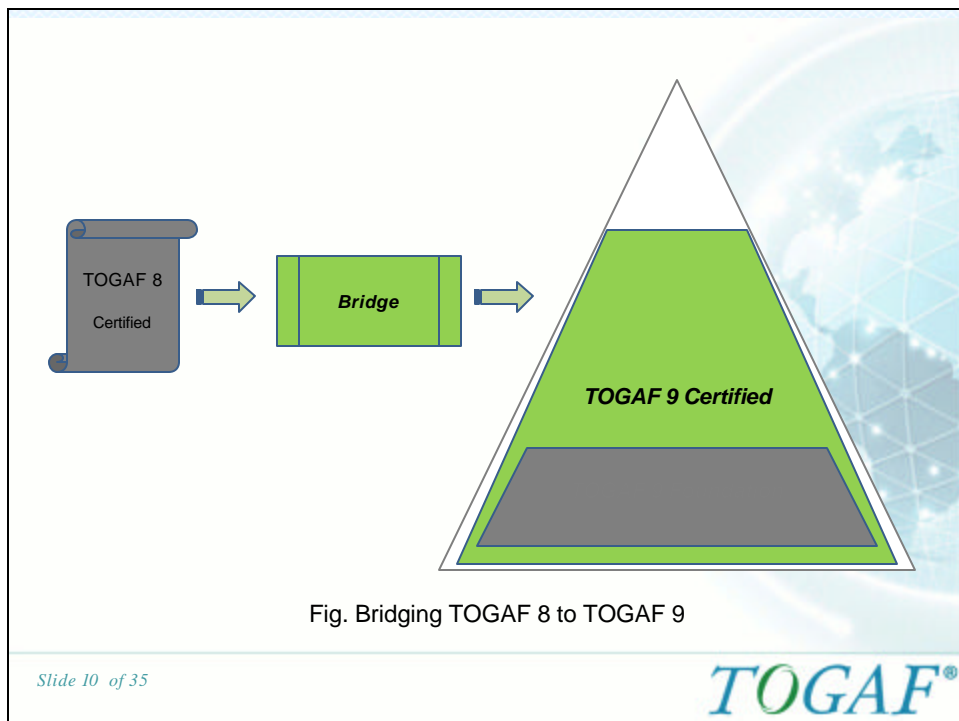 TOGAF 8
Certified
Bridge
TOGAF 9 Certified
Fig. Bridging TOGAF 8 to TOGAF 9
Slide 10 of 35
TOGAF®